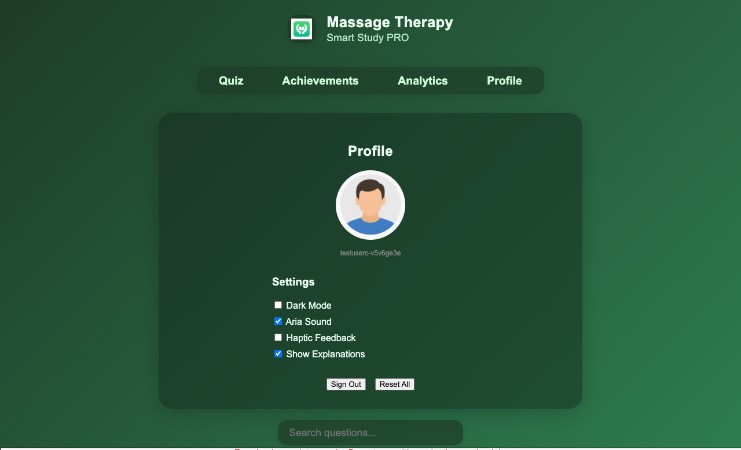 Massage Therapy
Smart Study PRO
Quiz
Achievements
Analytics
Profile
Profile
testuserc-v5v6ge3e
Settings
Dark Mode
Aria Sound
Haptic Feedback
Show Explanations
Sign Out
Reset All
Search questions...